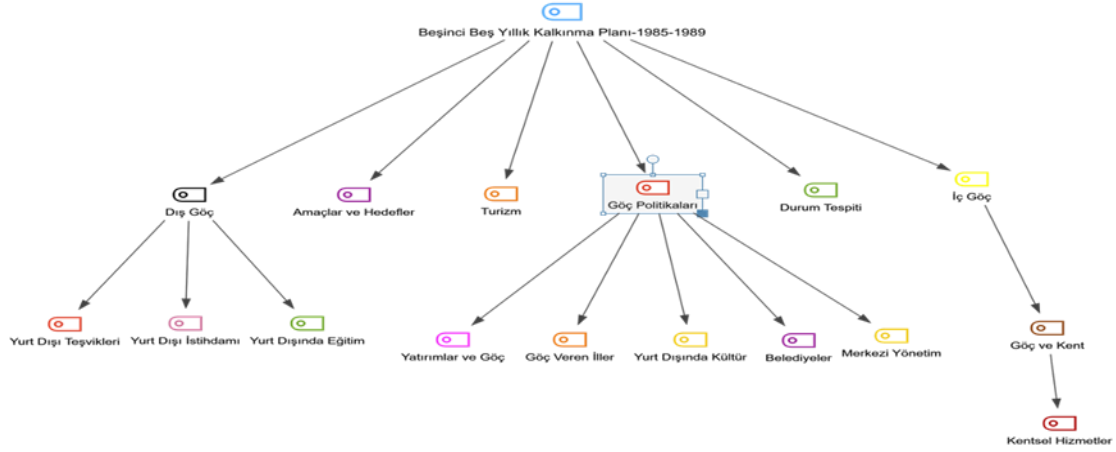 Beşinci Beş Yıllık Kalkınma Planı-1985-1989
Dış Göç
Amaçlar ve Hedefler
Turizm
Göç Politikaları
Durum Tespiti
İç Göç
Yurt Dışı Teşvikleri
Yurt Dışı İstihdamı
Yurt Dışında Eğitim
Yatırımlar ve Göç
Göç Veren İller
Yurt Dışında Kültür
Belediyeler
Merkezi Yönetim
Göç ve Kent
Kentsel Hizmetler